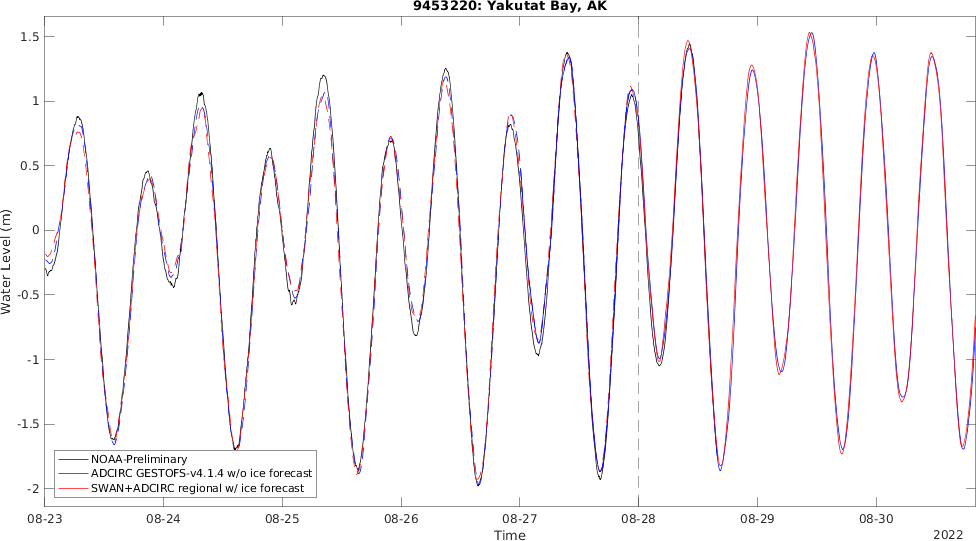 9453220: Yakutat Bay, AK
Water Level (m)
1.5
1
0.5
0
-0.5
-1
-1.5
-2
NOAA-Preliminary
ADCIRC GESTOFS-v4.1.4 w/o ice forecast
SWAN+ADCIRC regional w/ ice forecast
08-23 08-24 08-25 08-26 08-27 08-28 08-29 08-30
Time
2022